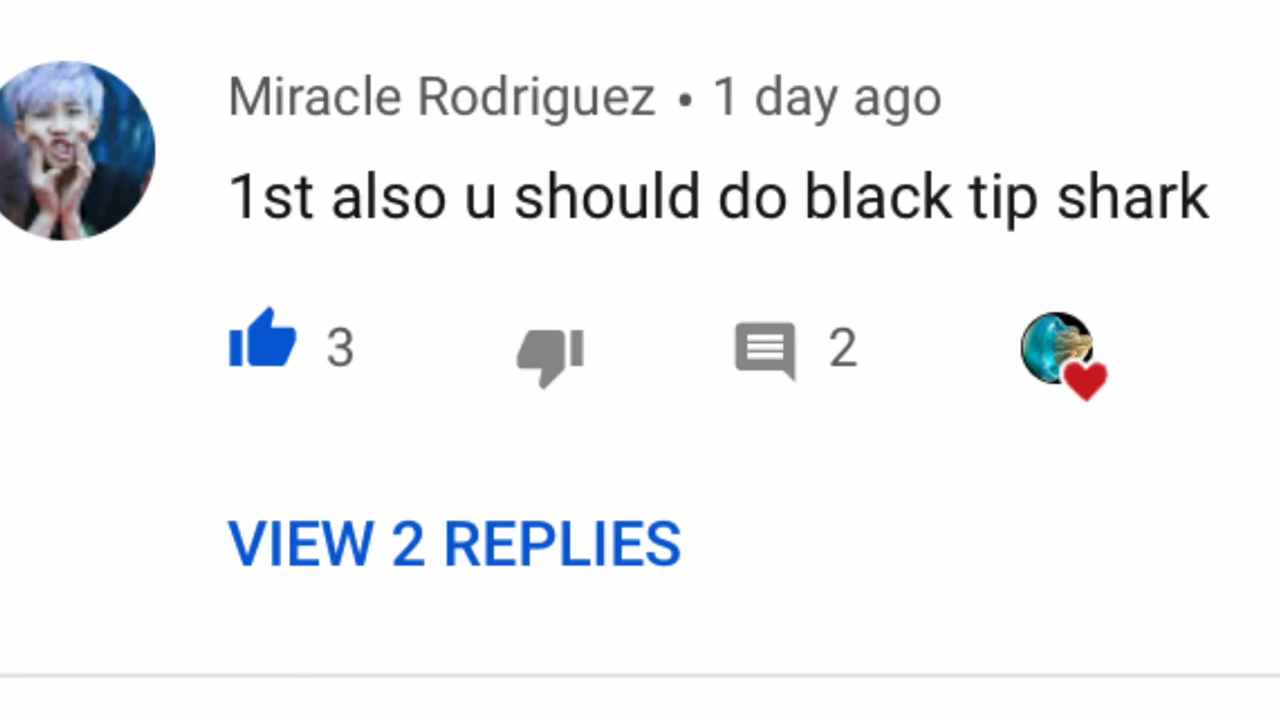 Miracle Rodriguez • 1 day ago
1st also u should do black tip shark
3 2
VIEW 2 REPLIES